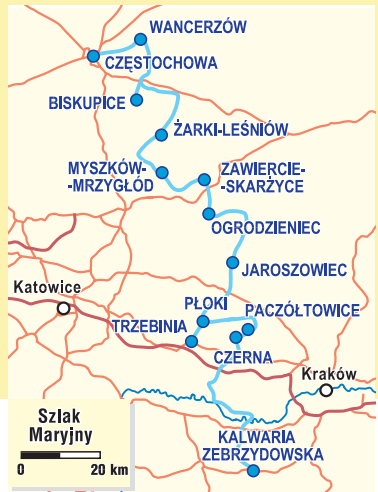 WANCERZÓW
CZĘSTOCHOWA
BISKUPICE
ŻARKI-LEŚNIÓW
MYSZKÓW-
-MRZYGŁÓD
ZAWIERCIE-
-SKARŻYCE
OGRODZIENIEC
JAROSZOWIEC
Katowice
PŁOKI
PACZÓŁTOWICE
TRZEBINIA
CZERNA
Kraków
Szlak
Maryjny
0 20 km
KALWARIA
ZEBRZYDOWSKA